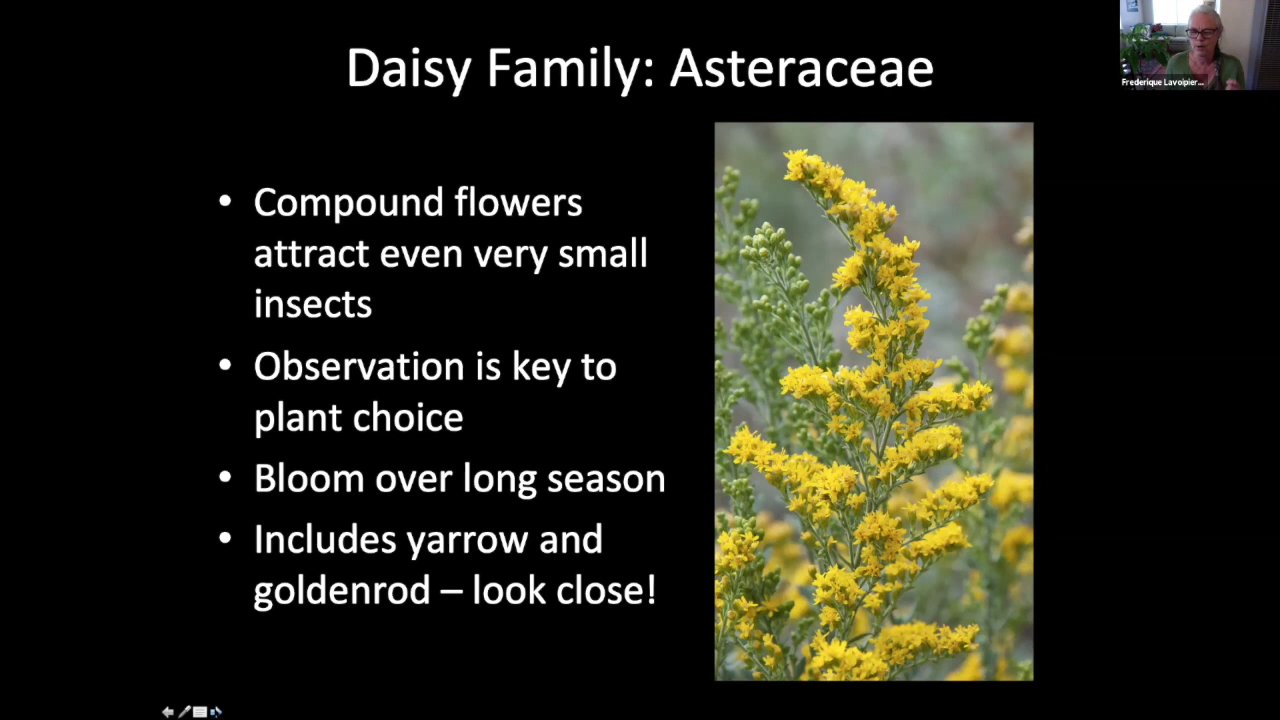 Daisy Family: Asteraceae
Frederique Lavoipier...
• Compound flowers
attract even very small
insects
• Observation is key to
plant choice
• Bloom over long season
• Includes yarrow and
goldenrod – look close!